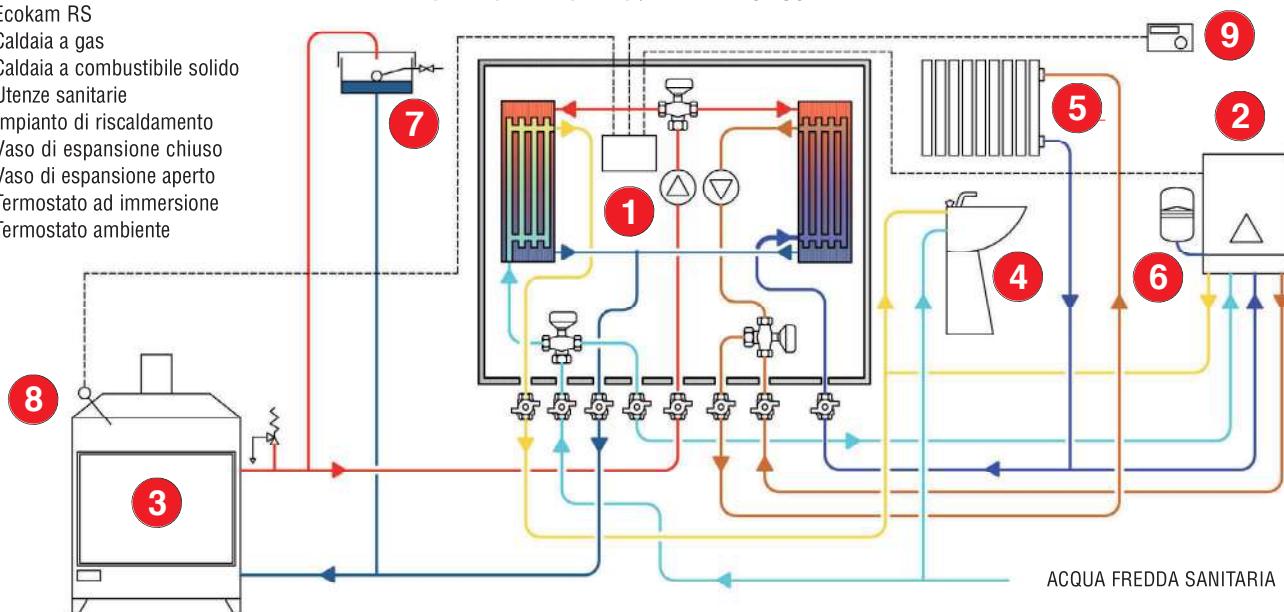 Ecokam RS
Caldaia a gas
Caldaia a combustibile solido
Utenze sanitarie
Impianto di riscaldamento
Vaso di espansione chiuso
Vaso di espansione aperto
Termostato ad immersione
Termostato ambiente
9
7
5
2
1
4
6
8
3
ACQUA FREDDA SANITARIA